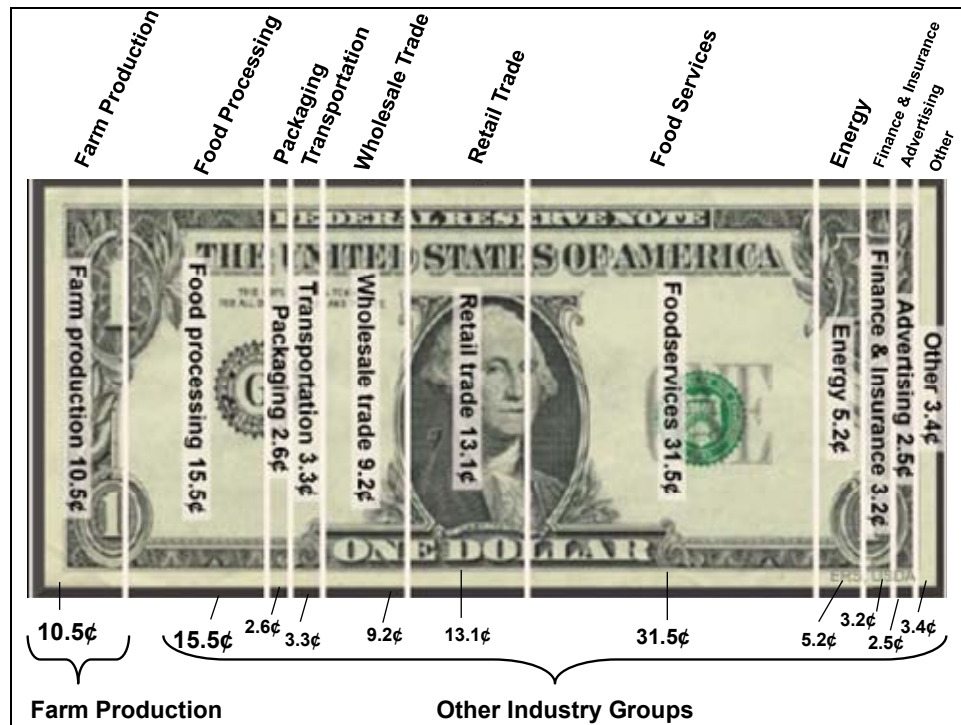 Farm Production
Food Processing
Packaging
Transportation
Wholesale Trade
Retail Trade
Food Services
Energy
Finance & Insurance
Advertising
Other
FEDERAL RESERVE NOTE
THE UNITED STATES OF AMERICA
Farm production 10.5¢
Food processing 15.5¢
Packaging 2.6¢
Transportation 3.3¢
Wholesale trade 9.2¢
Retail trade 13.1¢
Foodservices 31.5¢
Energy 5.2¢
Finance & Insurance 3.2¢
Advertising 2.5¢
Other 3.4¢
1
1
ONE DOLLAR
ERS, USDA
10.5¢
15.5¢
2.6¢
3.3¢
9.2¢
13.1¢
31.5¢
5.2¢
3.2¢
2.5¢
3.4¢
Farm Production
Other Industry Groups